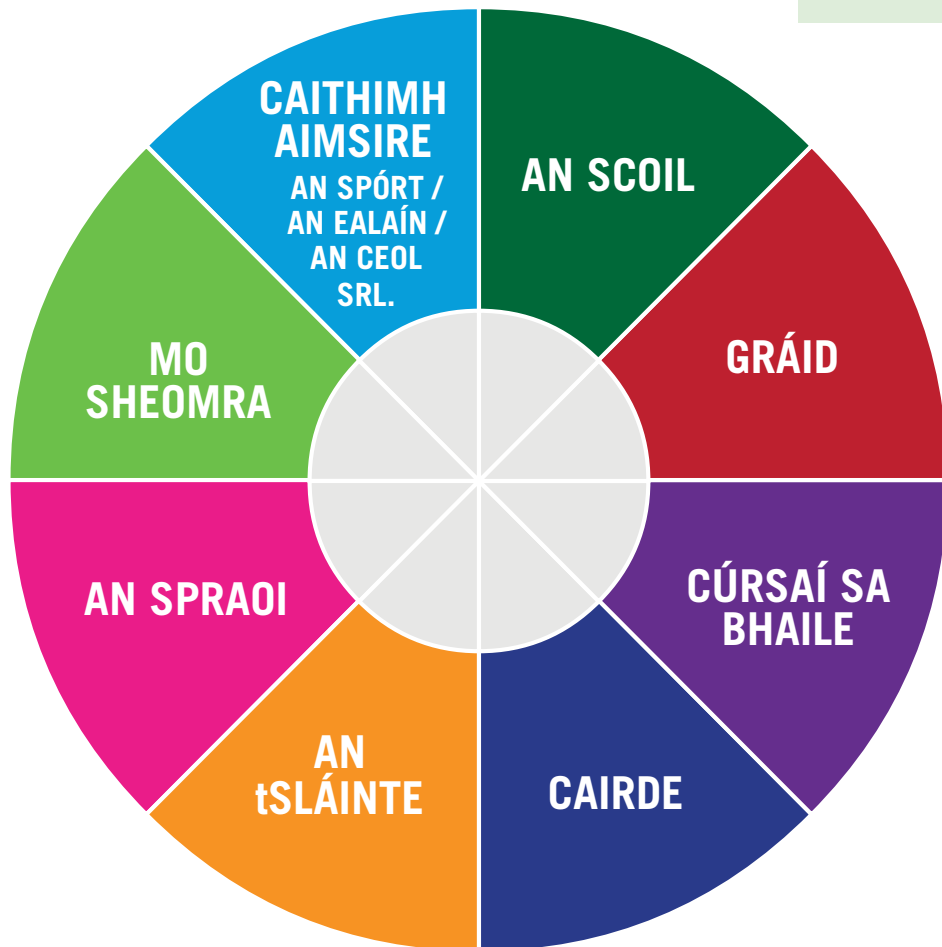 CAITHIMH
AIMSIRE
AN SPÓRT /
AN EALAÍN /
AN CEOL
SRL.
AN SCOIL
GRÁID
CÚRSAÍ SA
BHAILE
CAIRDE
AN
tSLÁINTE
AN SPRAOI
MO
SHEOMRA